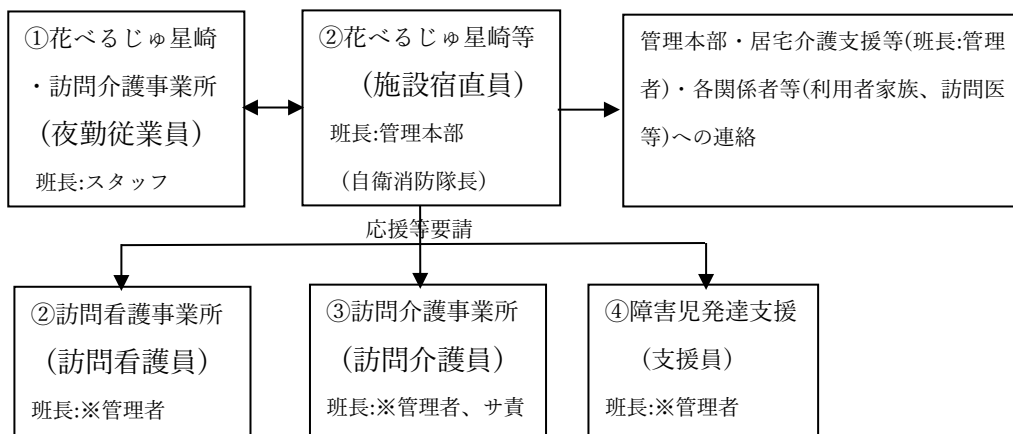 ①花べるじゅ星崎
・訪問介護事業所
(夜勤従業員)
班長:スタッフ
②花べるじゅ星崎等
(施設宿直員)
班長:管理本部
(自衛消防隊長)
管理本部・居宅介護支援等(班長:管理
者)・各関係者等(利用者家族、訪問医
等)への連絡
応援等要請
②訪問看護事業所
(訪問看護員)
班長:※管理者
③訪問介護事業所
(訪問介護員)
班長:※管理者、サ責
④障害児発達支援
(支援員)
班長:※管理者